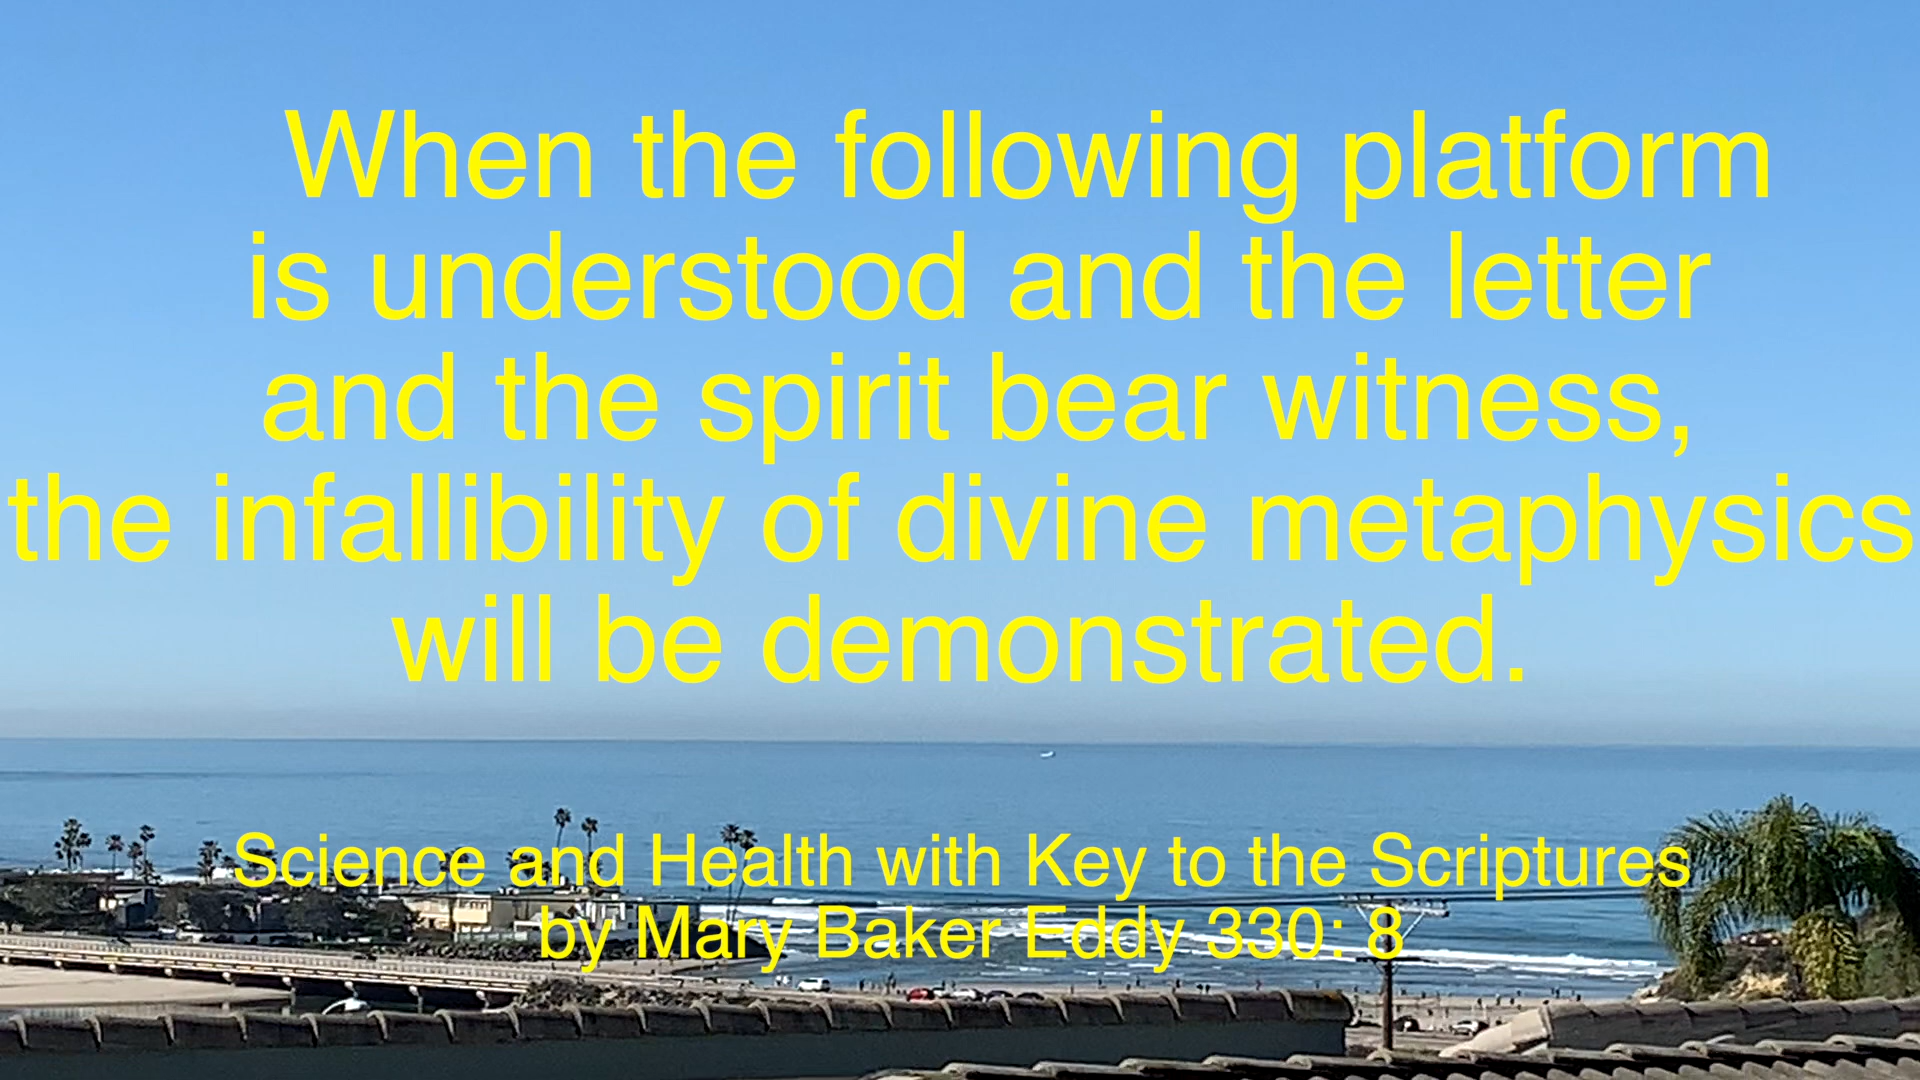 When the following platform
is understood and the letter
and the spirit bear witness,
the infallibility of divine metaphysics
will be demonstrated.
Science and Health with Key to the Scriptures
by Mary Baker Eddy 330: 8